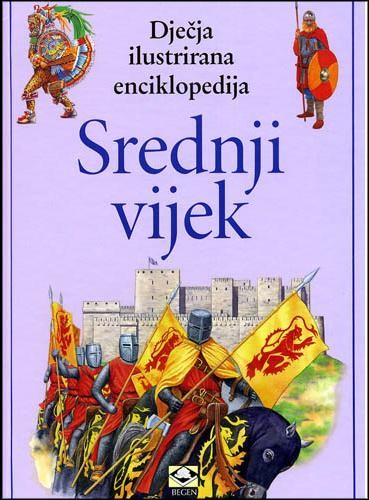 Dječja
ilustrirana
enciklopedija
Srednji
vijek
BEGEN